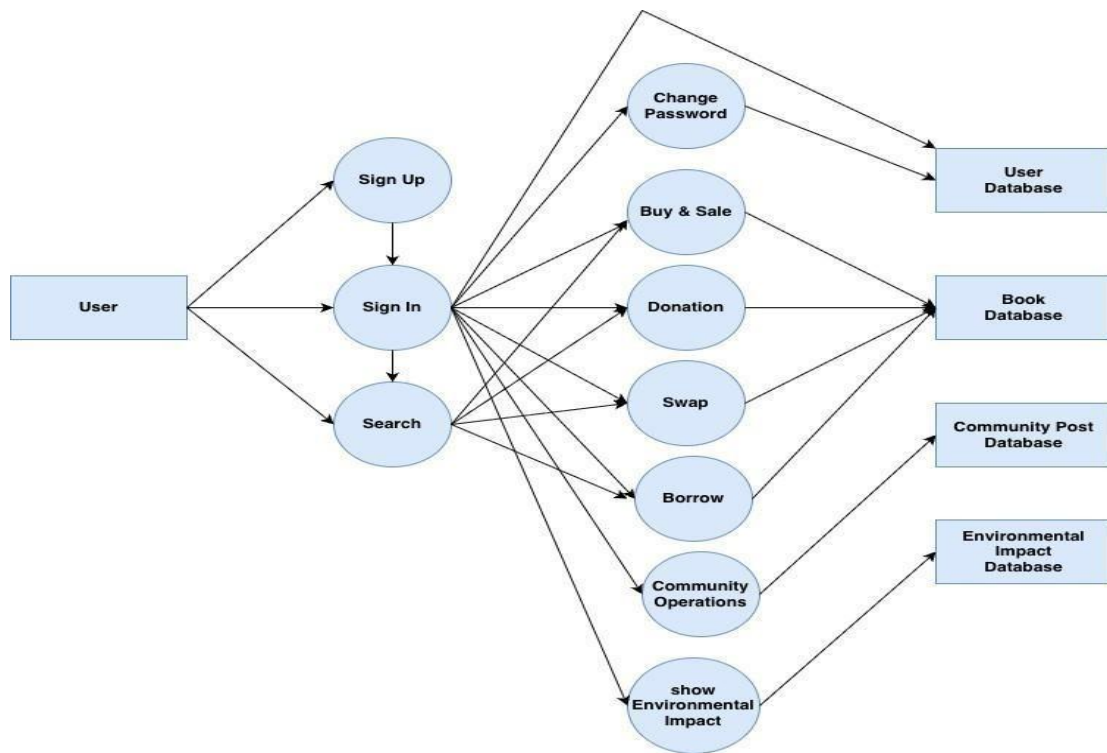 User
Sign Up
Sign In
Search
Change
Password
Buy & Sale
Donation
Swap
Borrow
Community
Operations
show
Environmental
Impact
User
Database
Book
Database
Community Post
Database
Environmental
Impact
Database